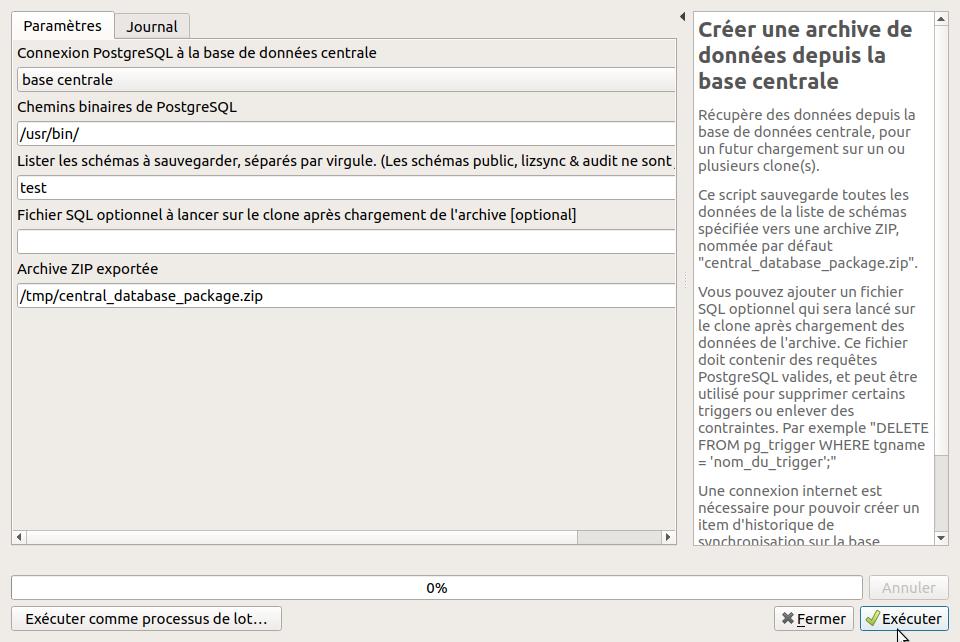 Paramètres
Journal
Connexion PostgreSQL à la base de données centrale
base centrale
Chemins binaires de PostgreSQL
/usr/bin/
Lister les schémas à sauvegarder, séparés par virgule. (Les schémas public, lizsync & audit ne sont
test
Fichier SQL optionnel à lancer sur le clone après chargement de l'archive [optional]
Archive ZIP exportée
/tmp/central_database_package.zip
Créer une archive de
données depuis la
base centrale
Récupère des données depuis la
base de données centrale, pour
un futur chargement sur un ou
plusieurs clone(s).
Ce script sauvegarde toutes les
données de la liste de schémas
spécifiée vers une archive ZIP,
nommée par défaut
"central_database_package.zip".
Vous pouvez ajouter un fichier
SQL optionnel qui sera lancé sur
le clone après chargement des
données de l'archive. Ce fichier
doit contenir des requêtes
PostgreSQL valides, et peut être
utilisé pour supprimer certains
triggers ou enlever des
contraintes. Par exemple "DELETE
FROM pg_trigger WHERE tgname
= 'nom_du_trigger';"
Une connexion internet est
nécessaire pour pouvoir créer un
item d'historique de
synchronisation sur la base
0%
Annuler
Exécuter comme processus de lot…
Fermer
Exécuter